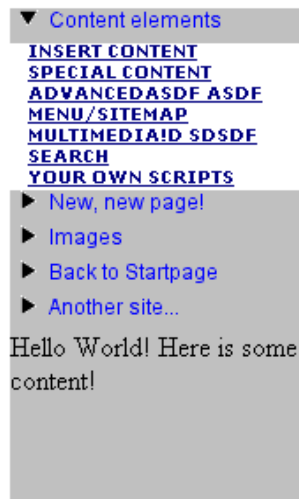 Content elements
INSERT CONTENT
SPECIAL CONTENT
ADVANCEDASDF ASDF
MENU/SITEMAP
MULTIMEDIA!D SDSDF
SEARCH
YOUR OWN SCRIPTS
New, new page!
Images
Back to Startpage
Another site...
Hello World! Here is some
content!